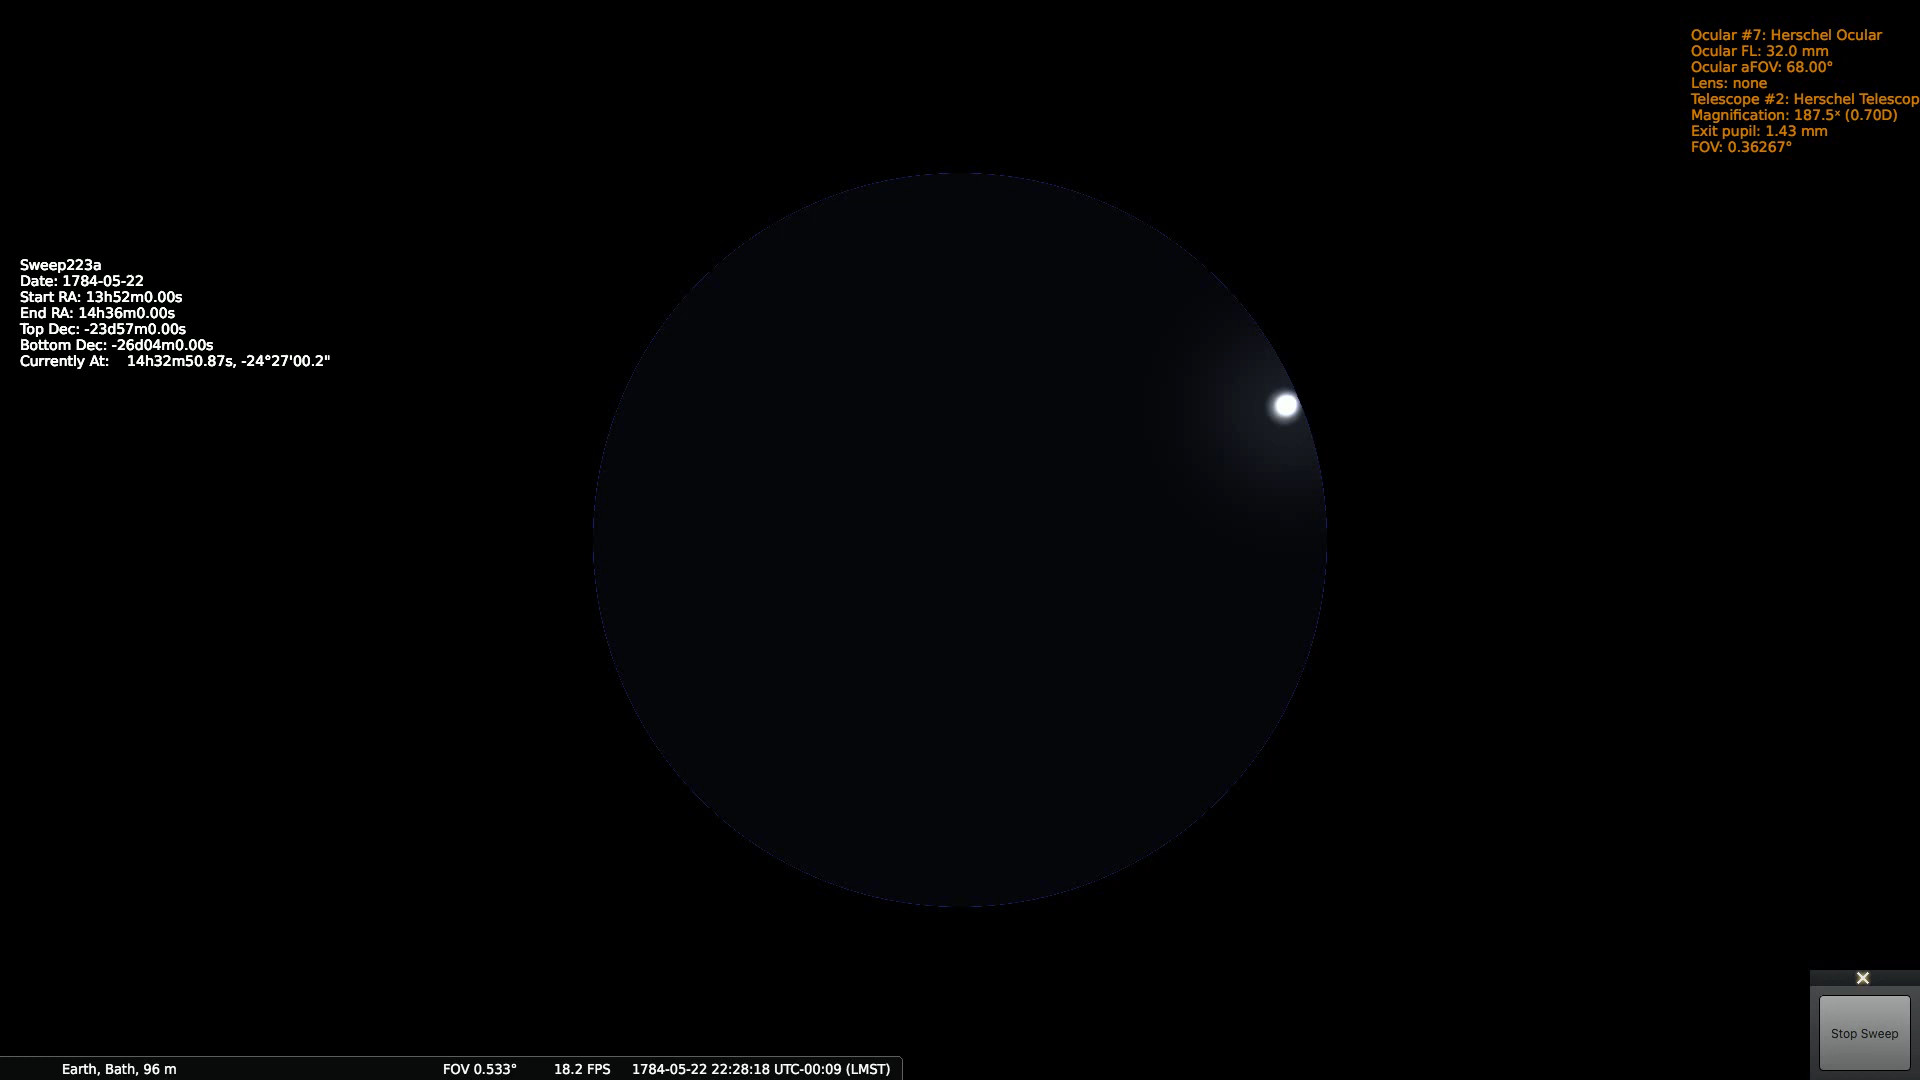 Ocular #7: Herschel Ocular
Ocular FL: 32.0 mm
Ocular aFOV: 68.00°
Lens: none
Telescope #2: Herschel Telescop
Magnification: 187.5ˣ (0.70D)
Exit pupil: 1.43 mm
FOV: 0.36267°
Sweep223a
Date: 1784-05-22
Start RA: 13h52m0.00s
End RA: 14h36m0.00s
Top Dec: -23d57m0.00s
Bottom Dec: -26d04m0.00s
Currently At: 14h32m50.87s, -24°27'00.2"
Stop Sweep
Earth, Bath, 96 m FOV 0.533° 18.2 FPS 1784-05-22 22:28:18 UTC-00:09 (LMST)